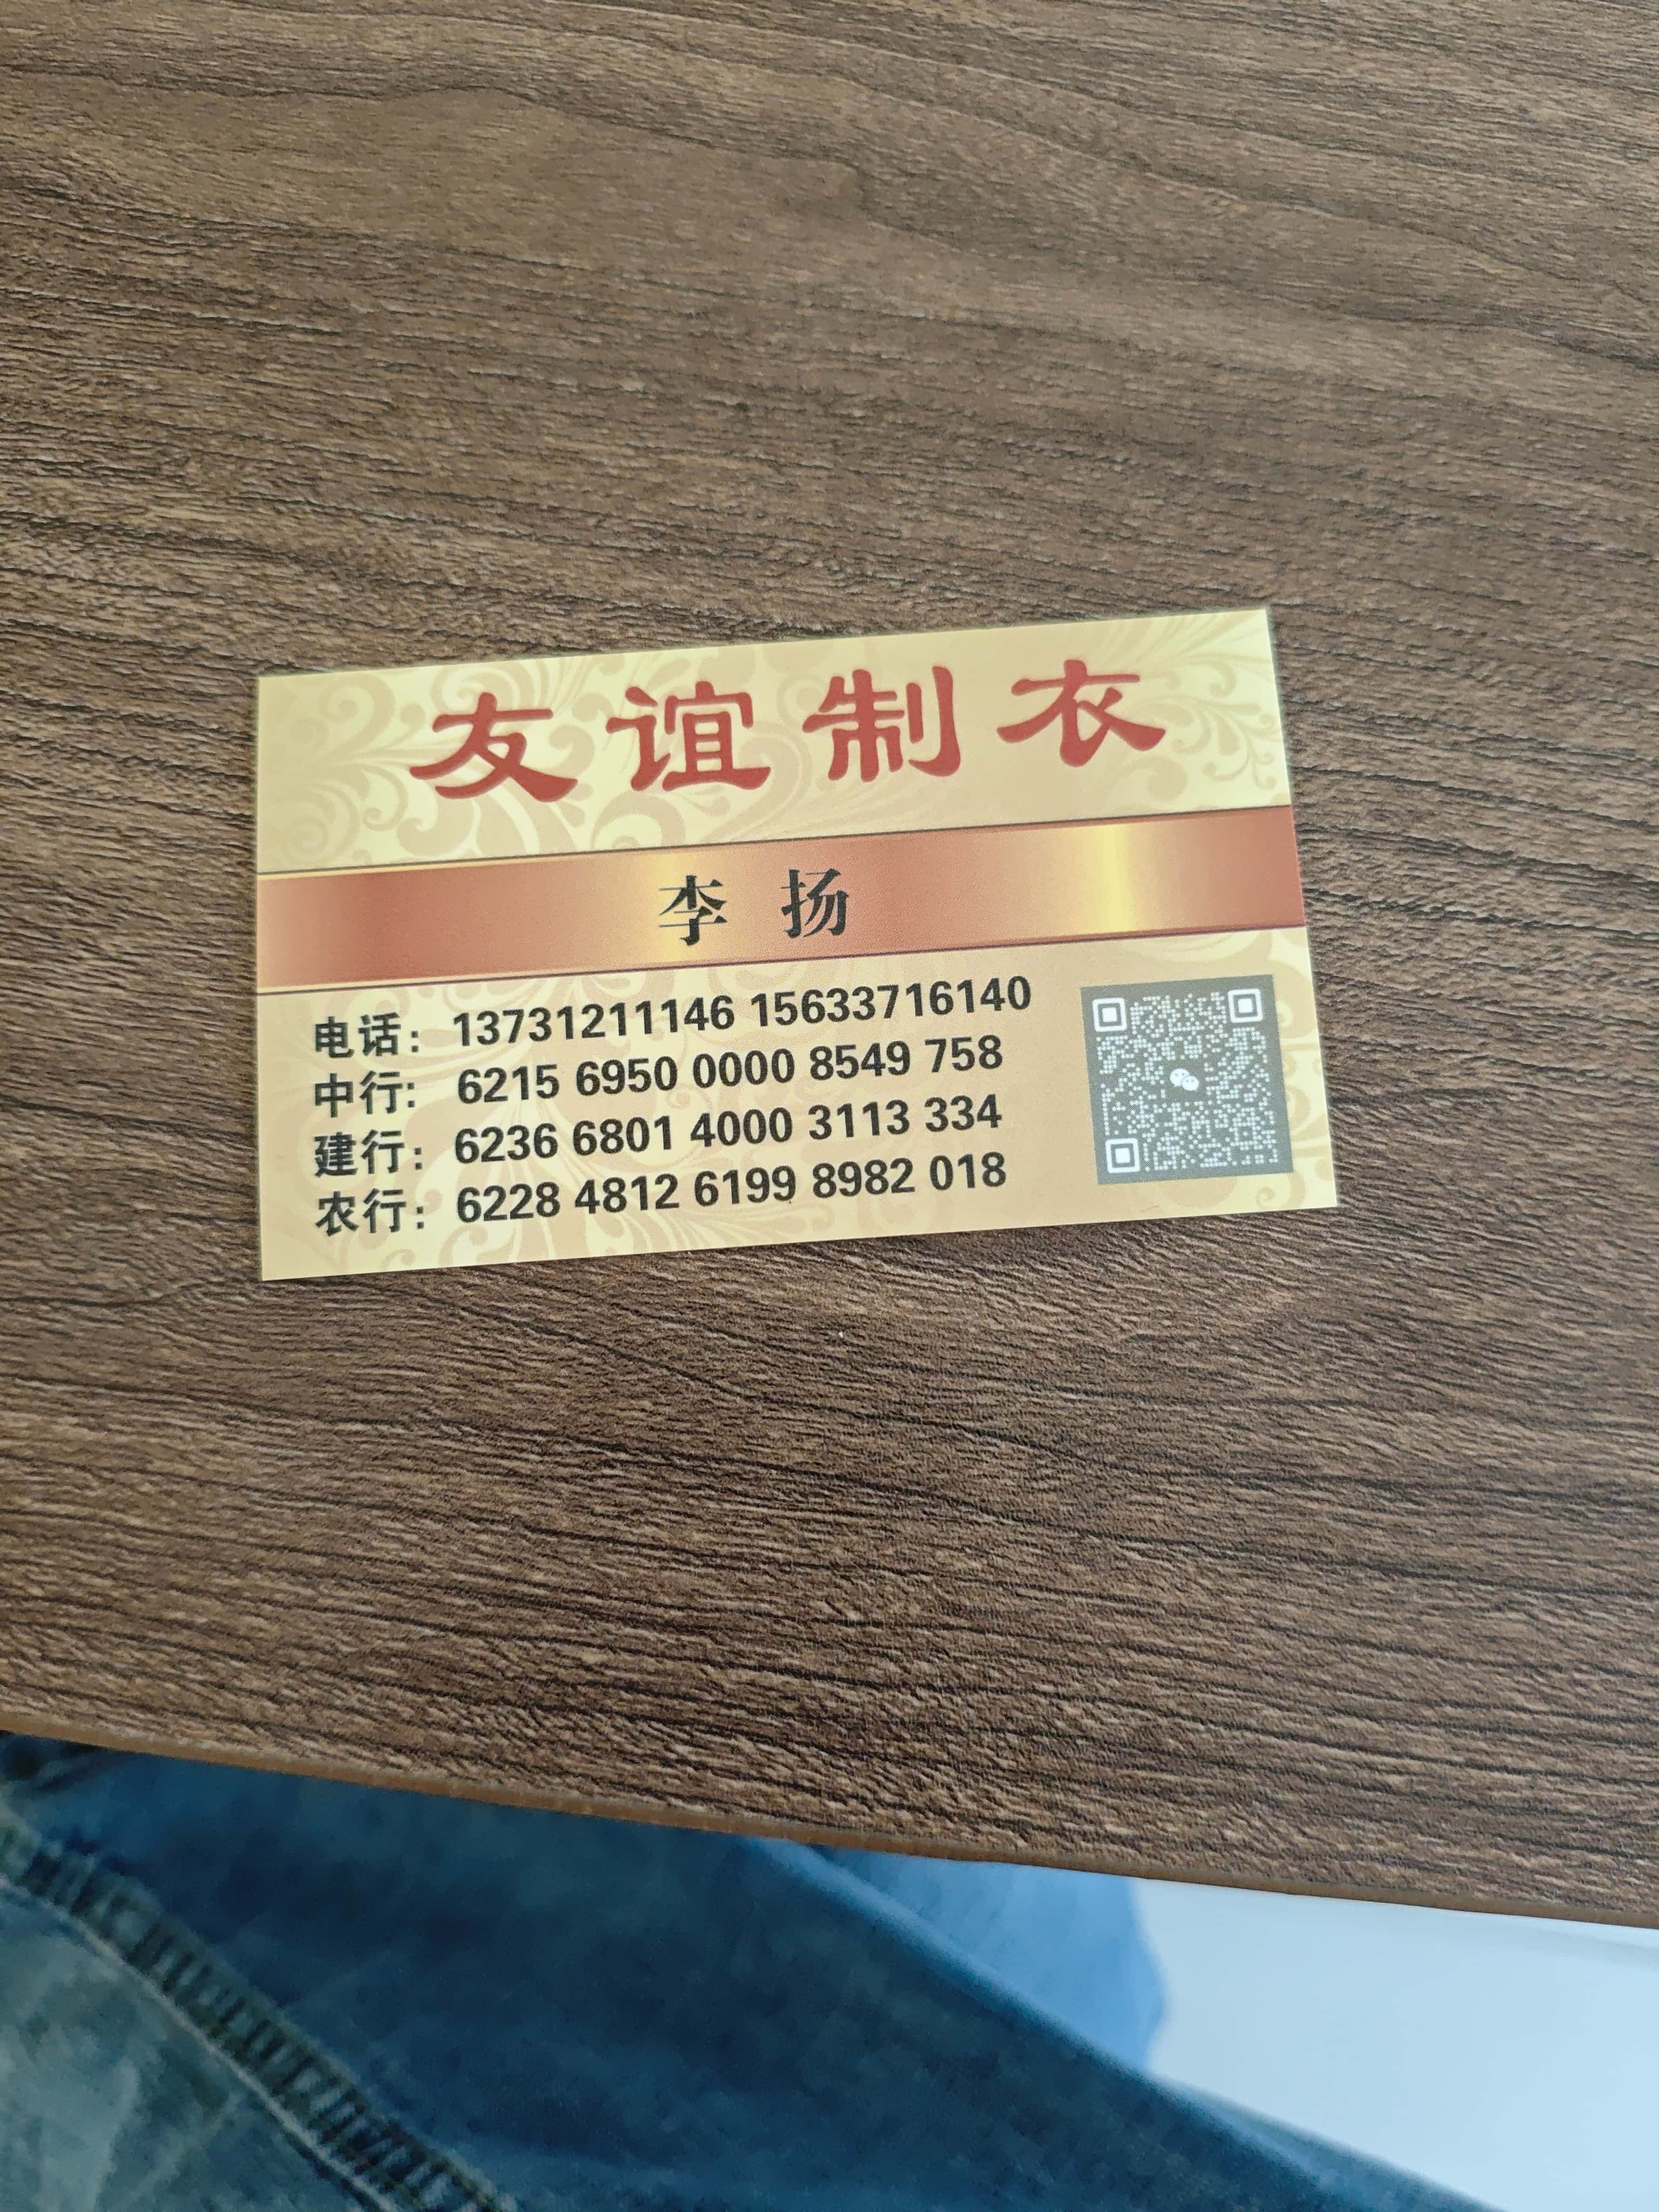 友谊制衣
李扬
电话：13731211146 15633716140
中行：6215 6950 0000 8549 758
建行：6236 6801 4000 3113 334
农行：6228 4812 6199 8982 018